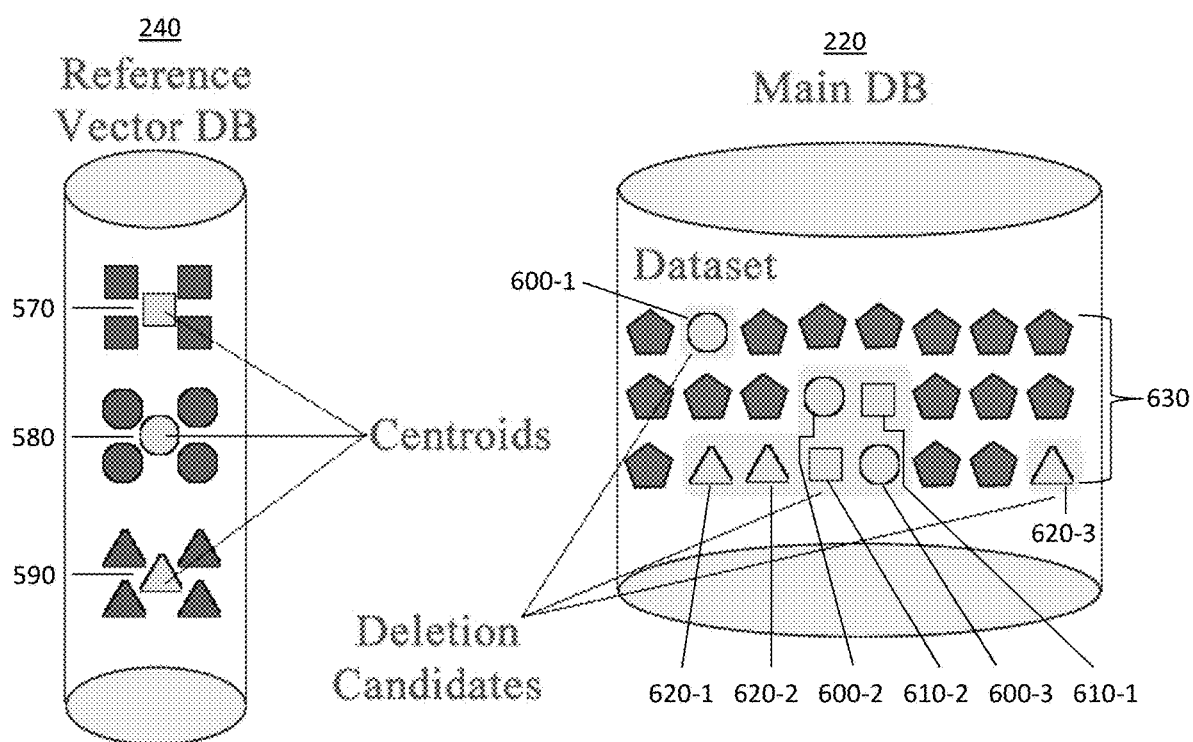 240
Reference
Vector DB
220
Main DB
Dataset
600-1
570
580
Centroids
630
590
620-3
Deletion
Candidates
620-1 620-2 600-2 610-2 600-3 610-1